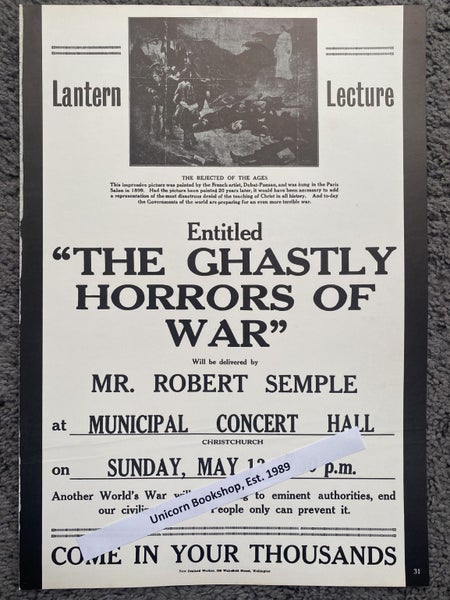 Lantern Lecture
THE REJECTED OF THE AGES
This impressive picture was painted by the French artist, Dubat-Ponsan, and was hung in the Paris
Salon in 1899. Had the picture been painted 20 years later, it would have been necessary to add
a representation of the most disastrous denial of the teaching of Christ in all history. And to-day
the Governments of the world are preparing for an even more terrible war.
Entitled
“THE GHASTLY
HORRORS OF
WAR”
Will be delivered by
MR. ROBERT SEMPLE
at MUNICIPAL CONCERT HALL
CHRISTCHURCH
on SUNDAY, MAY p.m.
Unicorn Bookshop, Est. 1989
Another World's War to eminent authorities, end
our People only can prevent it.
COME IN YOUR THOUSANDS
New Zealand Worker, Wakefield Street, Wellington
31